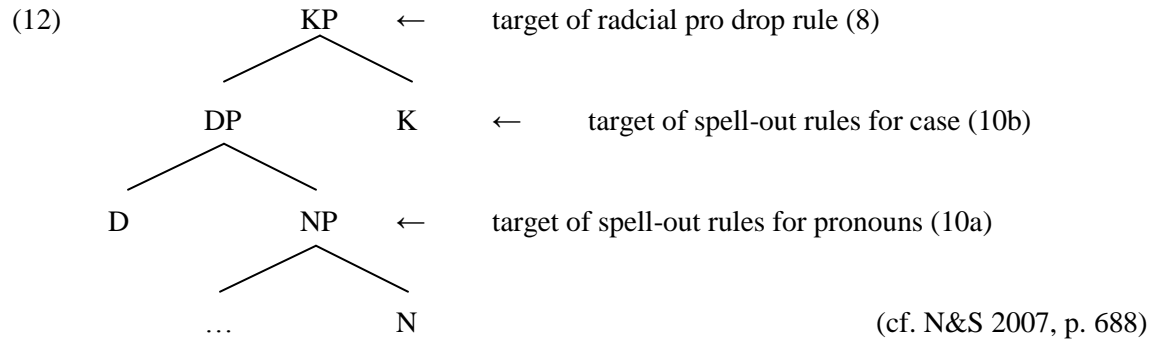 (12) KP ← target of radcial pro drop rule (8)
DP K ← target of spell-out rules for case (10b)
D NP ← target of spell-out rules for pronouns (10a)
… N (cf. N&S 2007, p. 688)